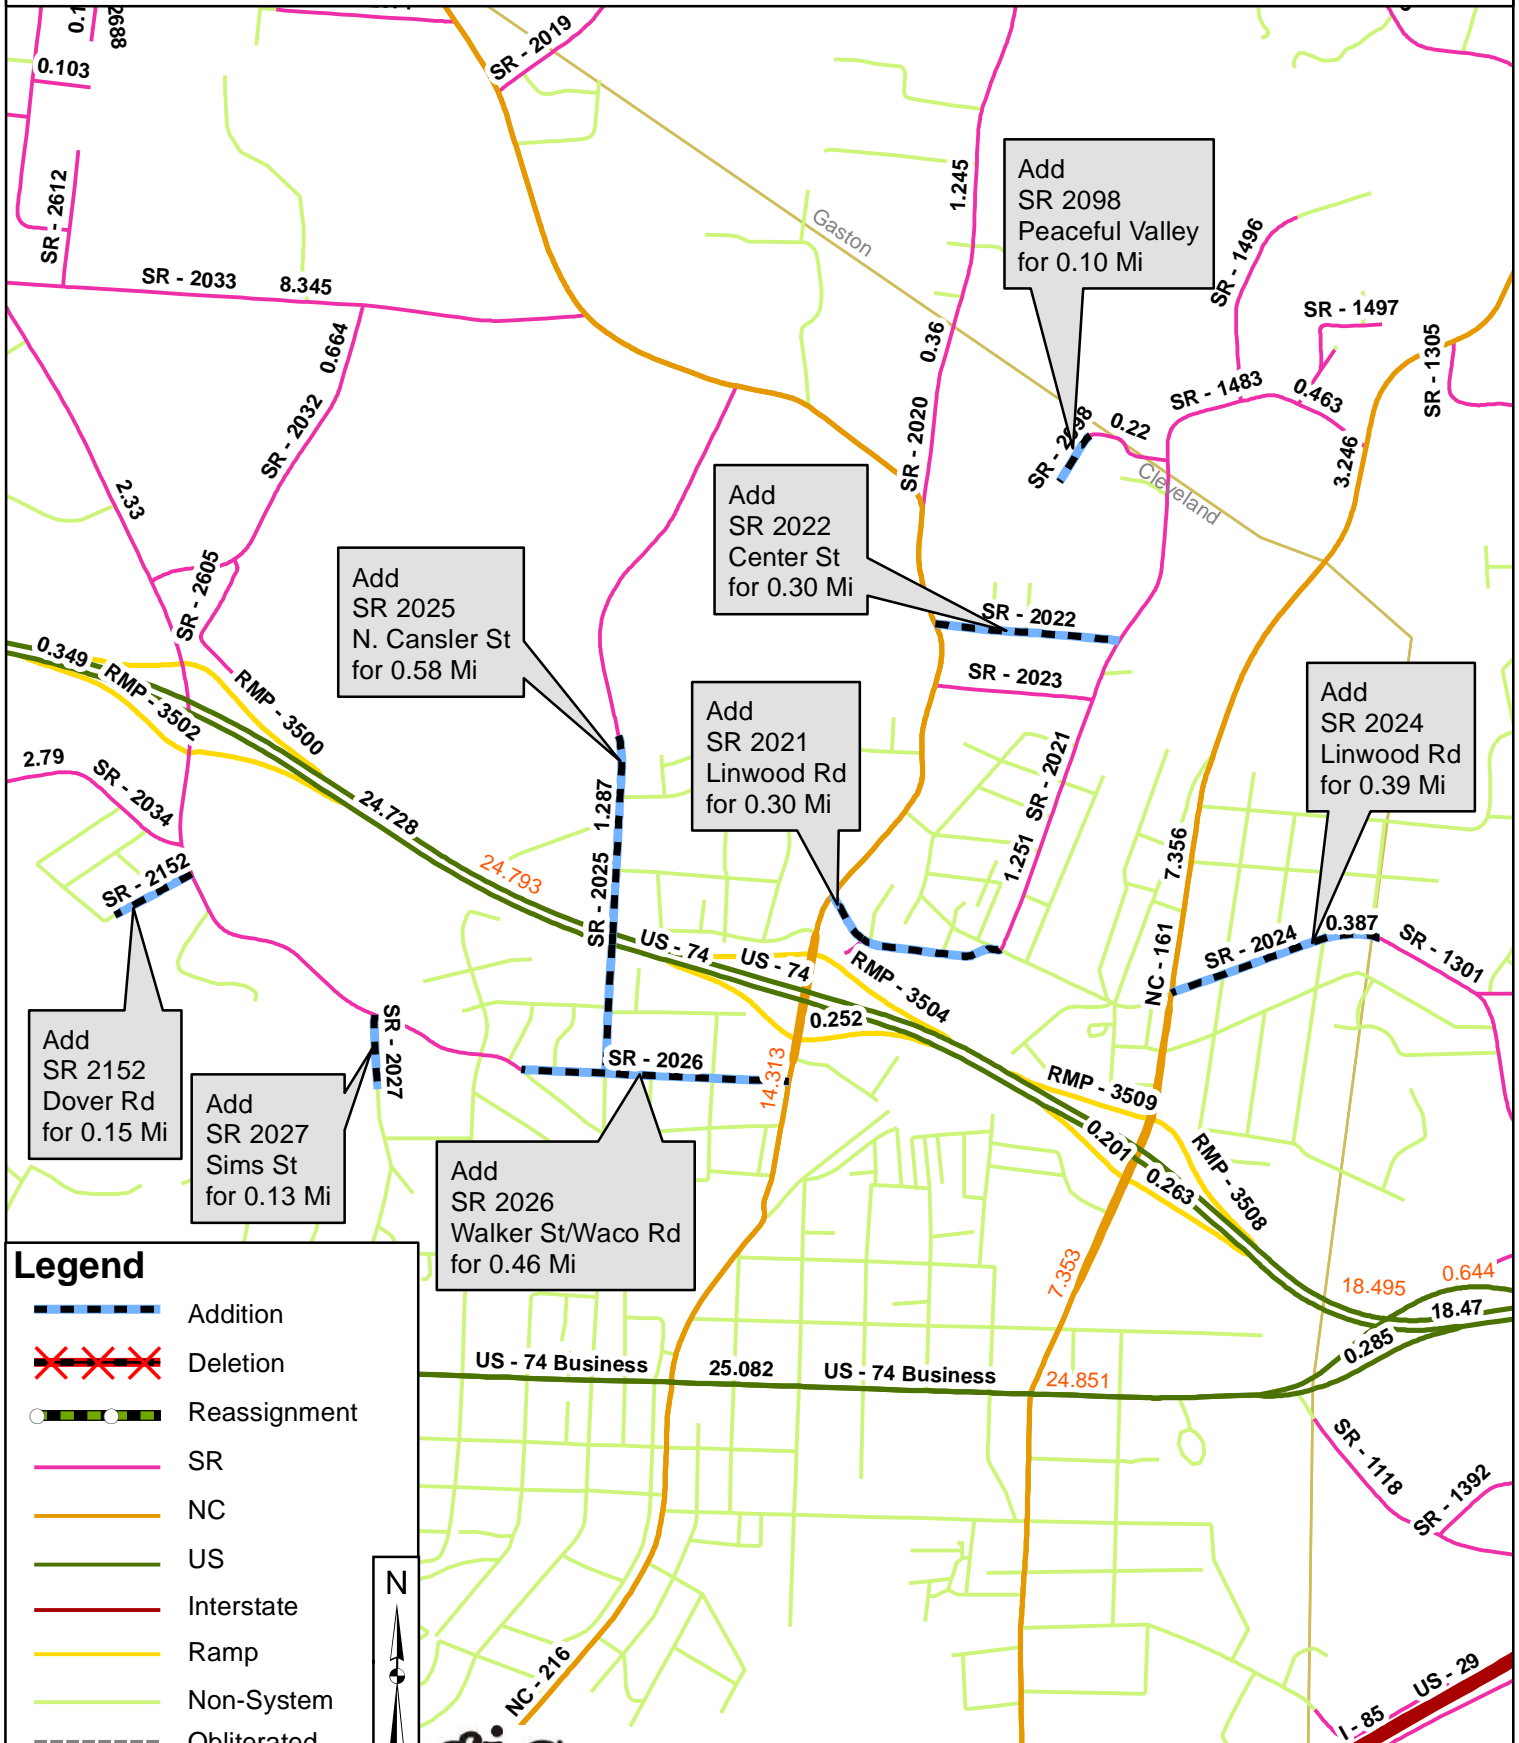 2688
SR - 2019
0.103
SR - 2612
1.245
Add
SR 2098
Peaceful Valley
for 0.10 Mi
Gaston
SR - 1496
SR - 2033
8.345
SR - 1497
0.664
0.36
SR - 1305
SR - 1483
0.463
SR - 2032
SR - 2020
SR - 2098
0.22
3.246
Cleveland
2.33
Add
SR 2022
Center St
for 0.30 Mi
SR - 2605
Add
SR 2025
N. Cansler St
for 0.58 Mi
SR - 2022
0.349
RMP - 3502
RMP - 3500
SR - 2023
Add
SR 2024
Linwood Rd
for 0.39 Mi
Add
SR 2021
Linwood Rd
for 0.30 Mi
2.79
SR - 2034
24.728
1.287
SR - 2021
24.793
1.251
7.356
SR - 2152
SR - 2025
US - 74
US - 74
RMP - 3504
NC - 161
SR - 2024
0.387
SR - 1301
0.252
Add
SR 2152
Dover Rd
for 0.15 Mi
SR - 2027
SR - 2026
14.313
RMP - 3509
Add
SR 2027
Sims St
for 0.13 Mi
0.201
0.263
RMP - 3508
Add
SR 2026
Walker St/Waco Rd
for 0.46 Mi
7.353
18.495
0.644
18.47
0.285
US - 74 Business
25.082
US - 74 Business
24.851
SR - 1118
SR - 1392
NC - 216
US - 29
I - 85
Legend
Addition
Deletion
Reassignment
SR
NC
US
Interstate
Ramp
Non-System
Obliterated
N